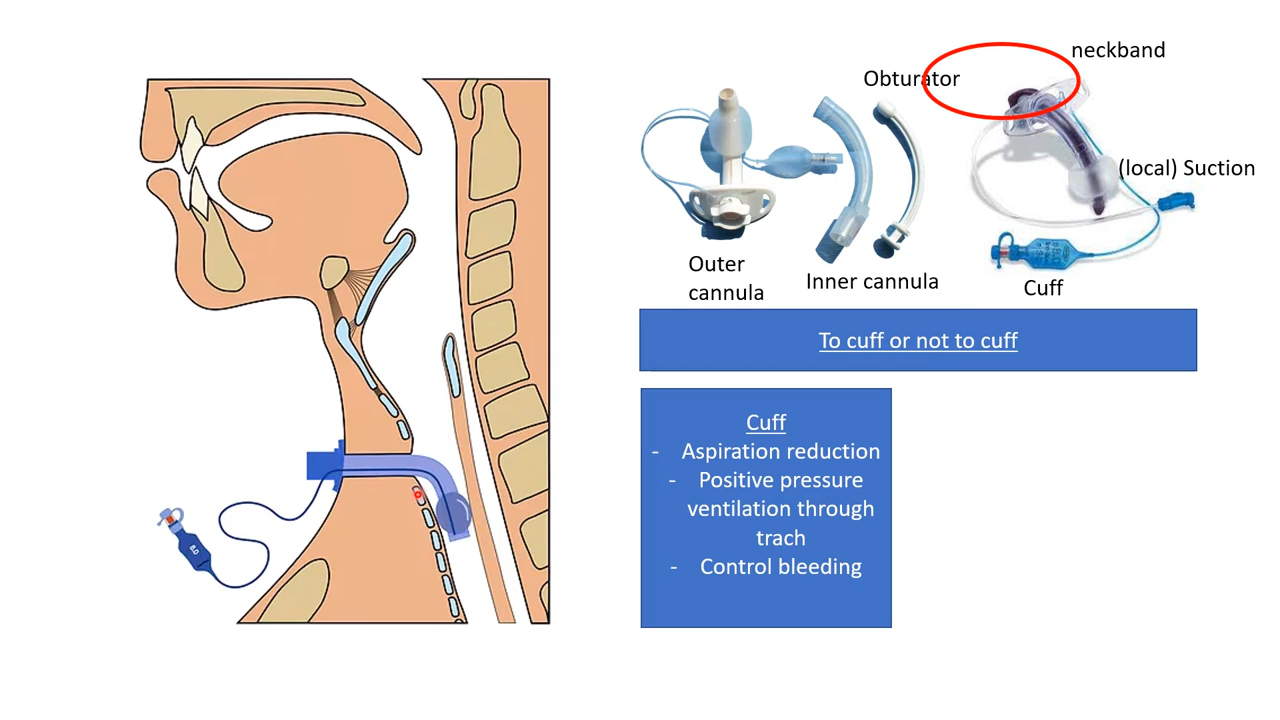 neckband
Obturator
(local) Suction
Outer
cannula
Inner cannula
Cuff
To cuff or not to cuff
Cuff
- Aspiration reduction
- Positive pressure
ventilation through
trach
- Control bleeding